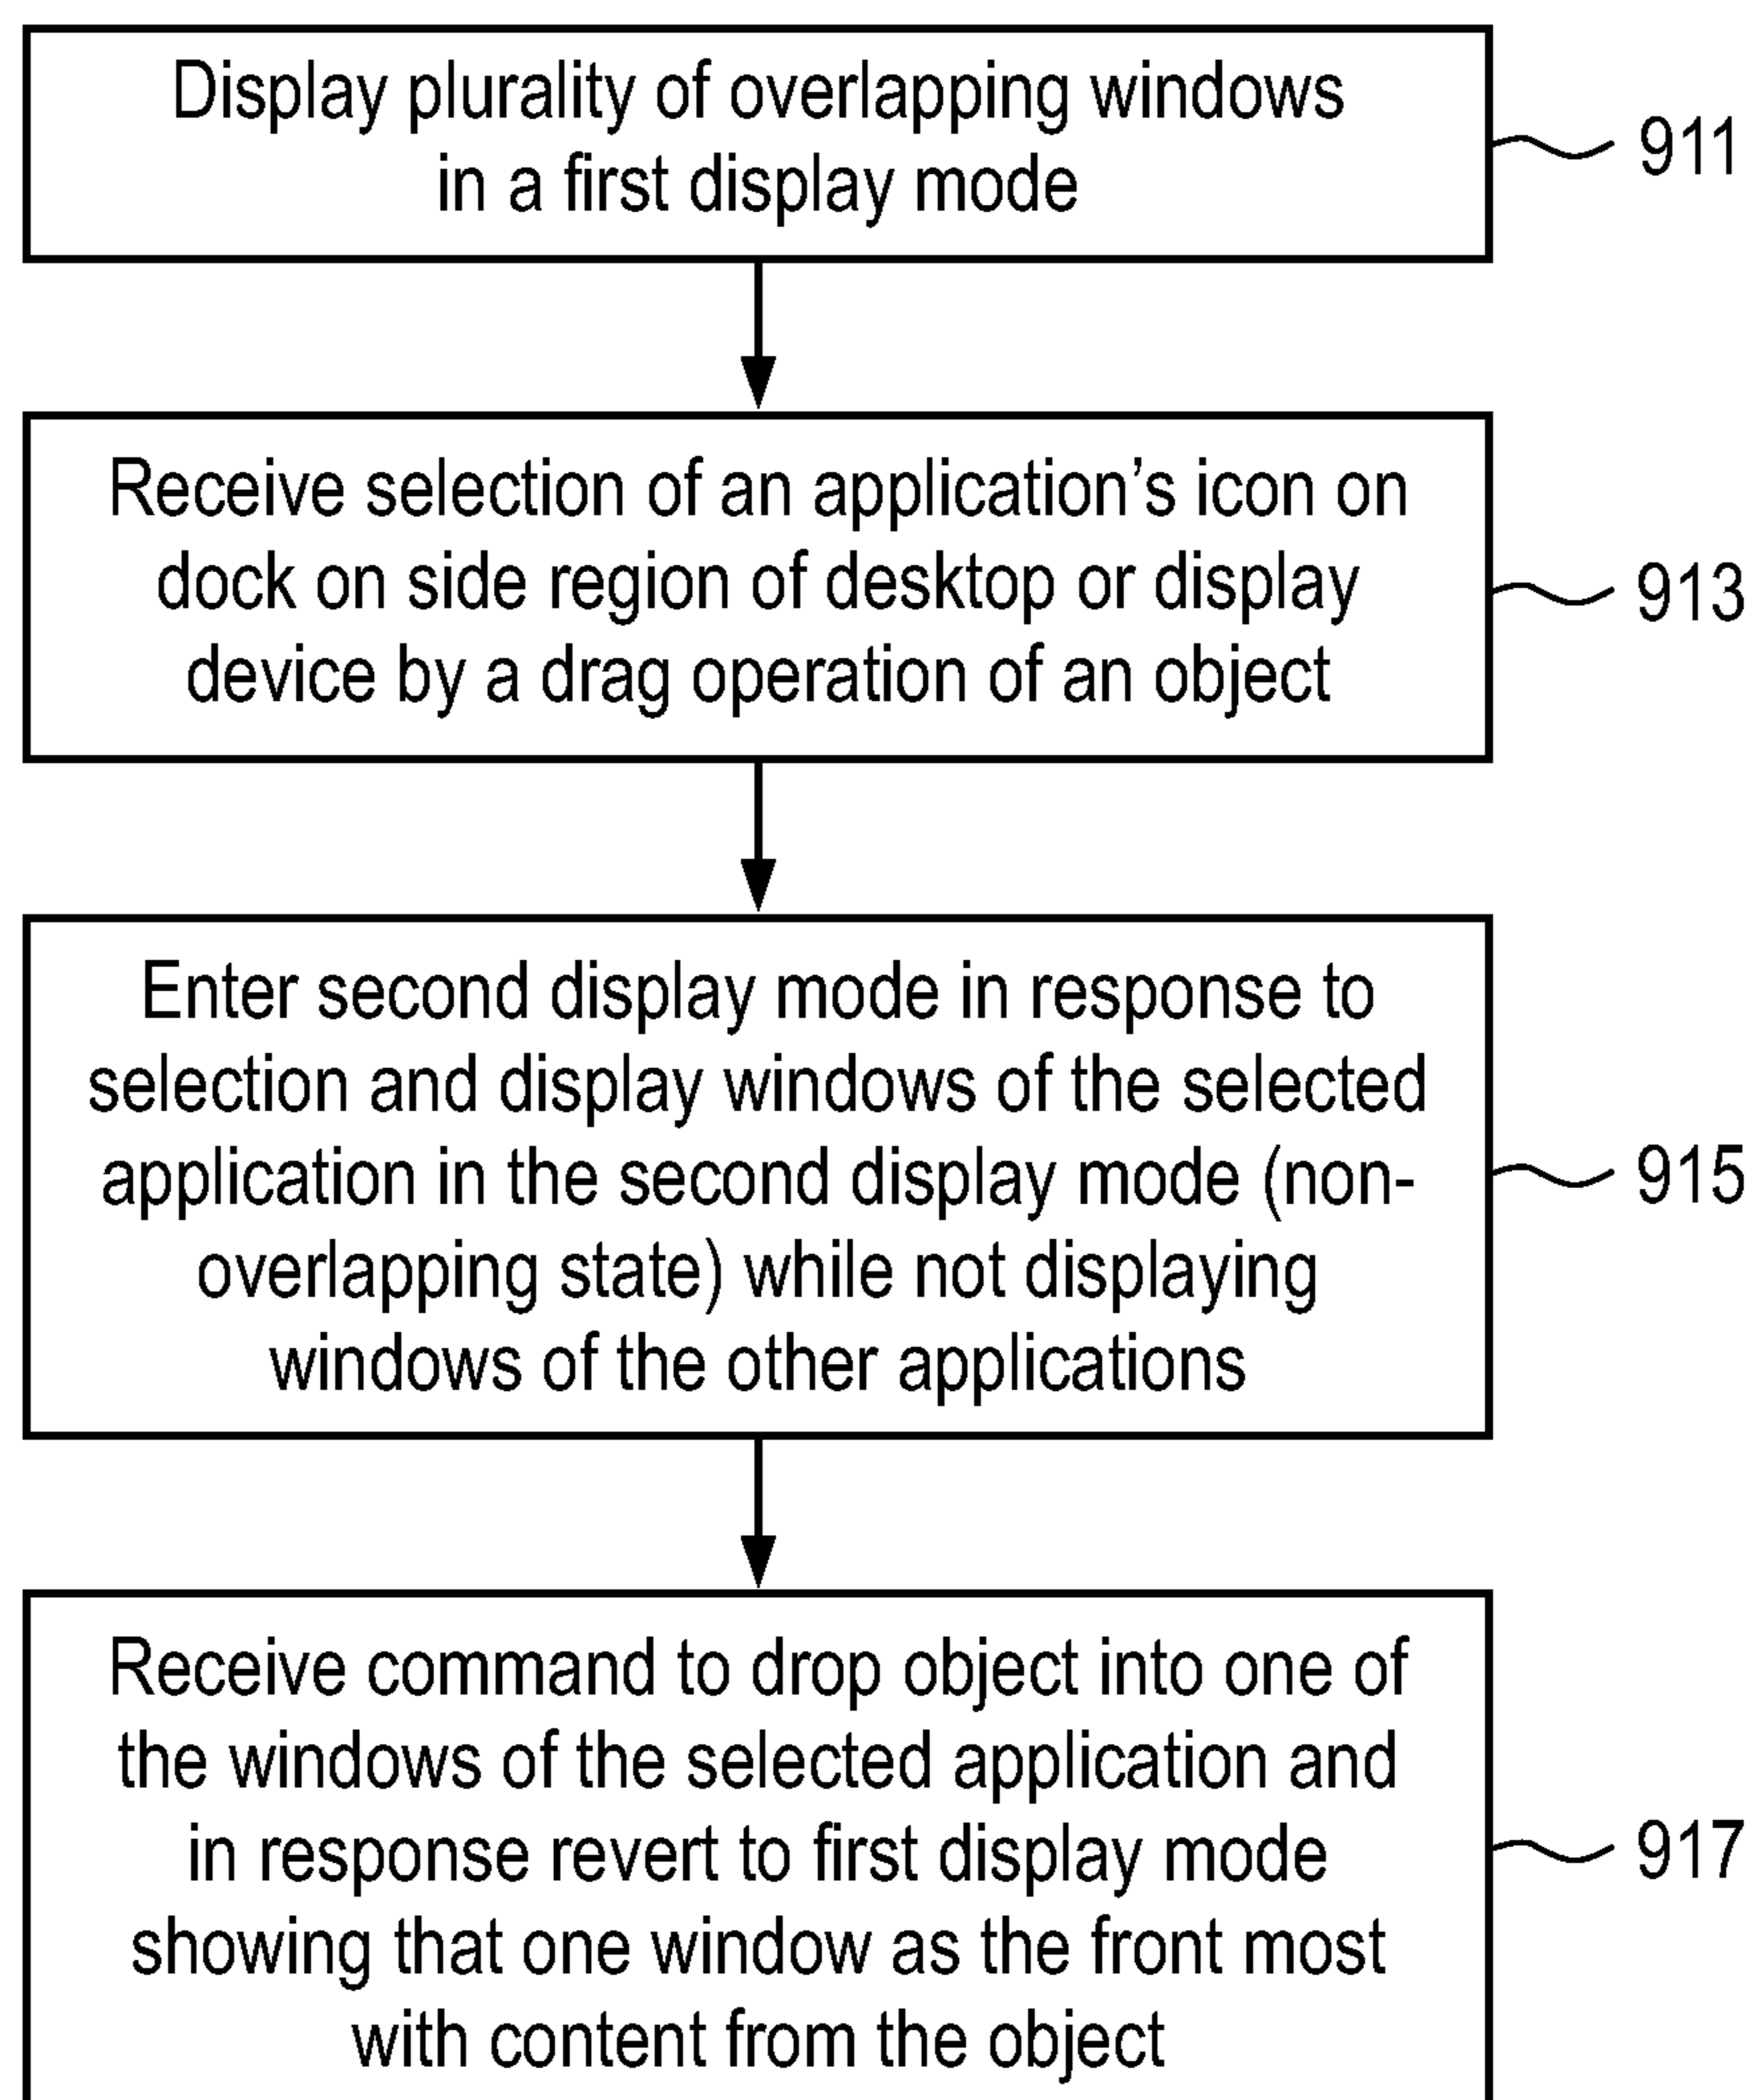 Display plurality of overlapping windows
in a first display mode
911
Receive selection of an application’s icon on
dock on side region of desktop or display
device by a drag operation of an object
913
Enter second display mode in response to
selection and display windows of the selected
application in the second display mode (non-
overlapping state) while not displaying
windows of the other applications
915
Receive command to drop object into one of
the windows of the selected application and
in response revert to first display mode
showing that one window as the front most
with content from the object
917